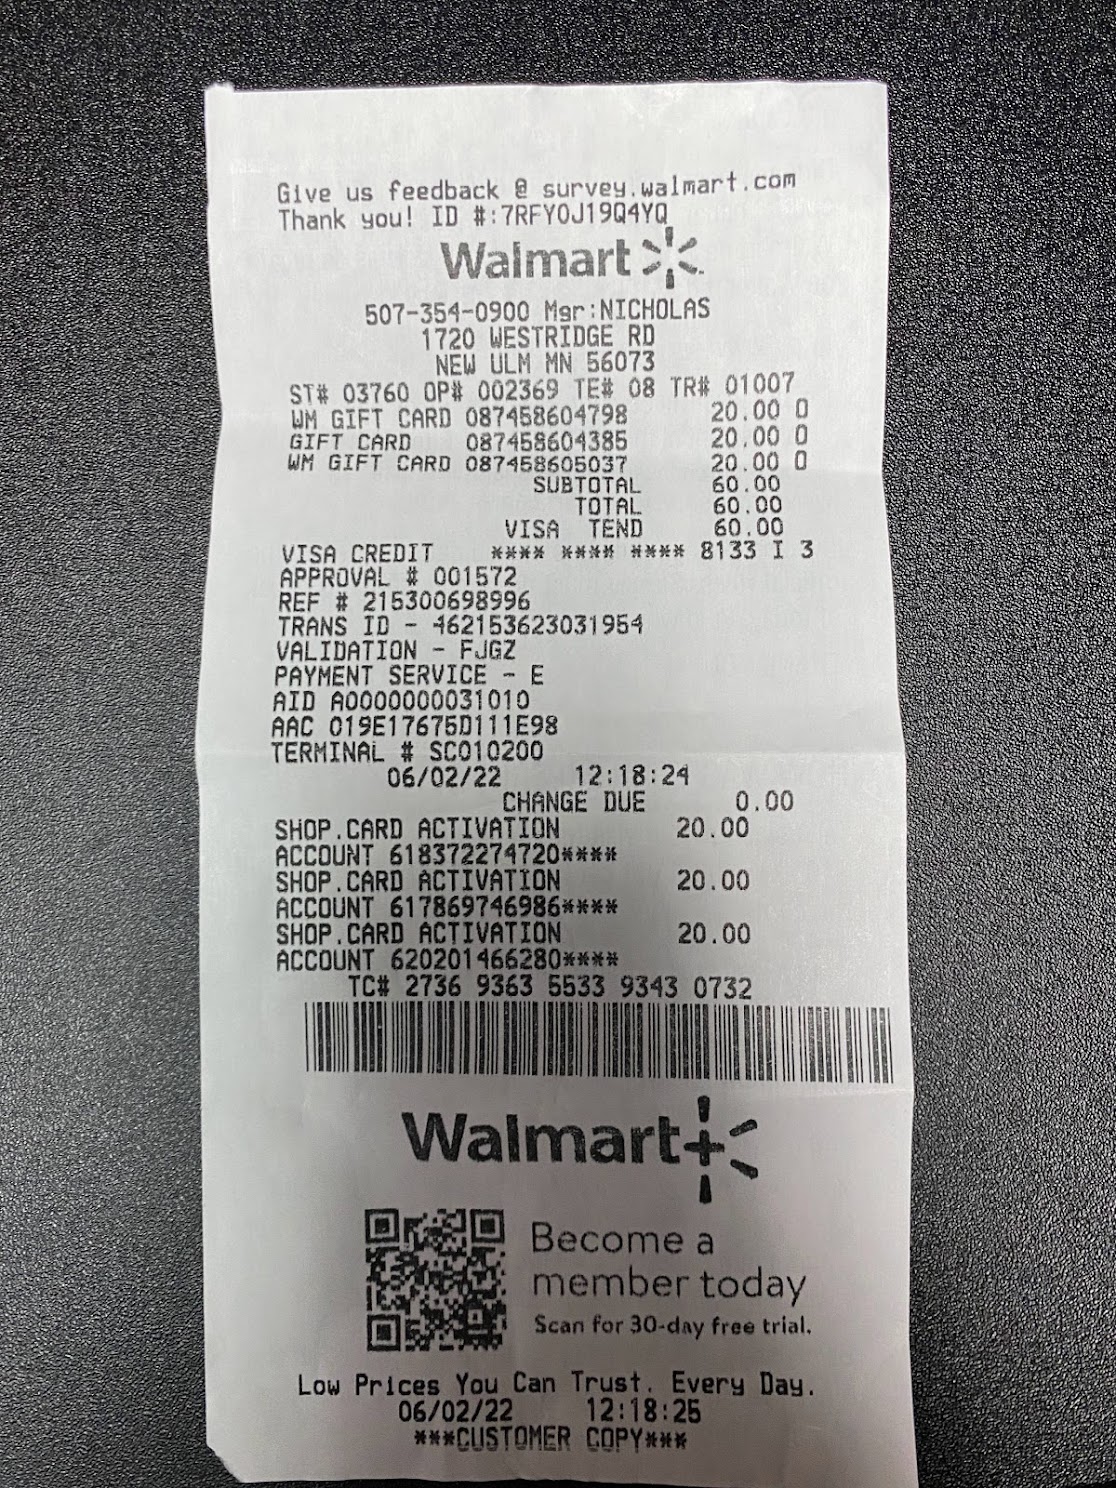 Give us feedback @ survey.walmart.com
Thank you! ID #:7RFYOJ19Q4YQ
Walmart
507-354-0900 Mgr:NICHOLAS
1720 WESTRIDGE RD
NEW ULM MN 56073
ST# 03760 OP# 002369 TE# 08 TR# 01007
WM GIFT CARD 087458604798 20.00 O
GIFT CARD 087458604385 20.00 O
WM GIFT CARD 087458605037 20.00 O
SUBTOTAL 60.00
TOTAL 60.00
VISA TEND 60.00
VISA CREDIT **** **** **** 8133 I 3
APPROVAL # 001572
REF # 215300698996
TRANS ID - 462153623031954
VALIDATION - FJGZ
PAYMENT SERVICE - E
AID A0000000031010
AAC 019E17675D111E98
TERMINAL # SC010200
06/02/22 12:18:24
CHANGE DUE 0.00
SHOP.CARD ACTIVATION 20.00
ACCOUNT 618372274720****
SHOP.CARD ACTIVATION 20.00
ACCOUNT 617869746986****
SHOP.CARD ACTIVATION 20.00
ACCOUNT 620201466280****
TC# 2736 9363 5533 9343 0732
Walmart+
Become a
member today
Scan for 30-day free trial.
Low Prices You Can Trust. Every Day.
06/02/22 12:18:25
***CUSTOMER COPY***